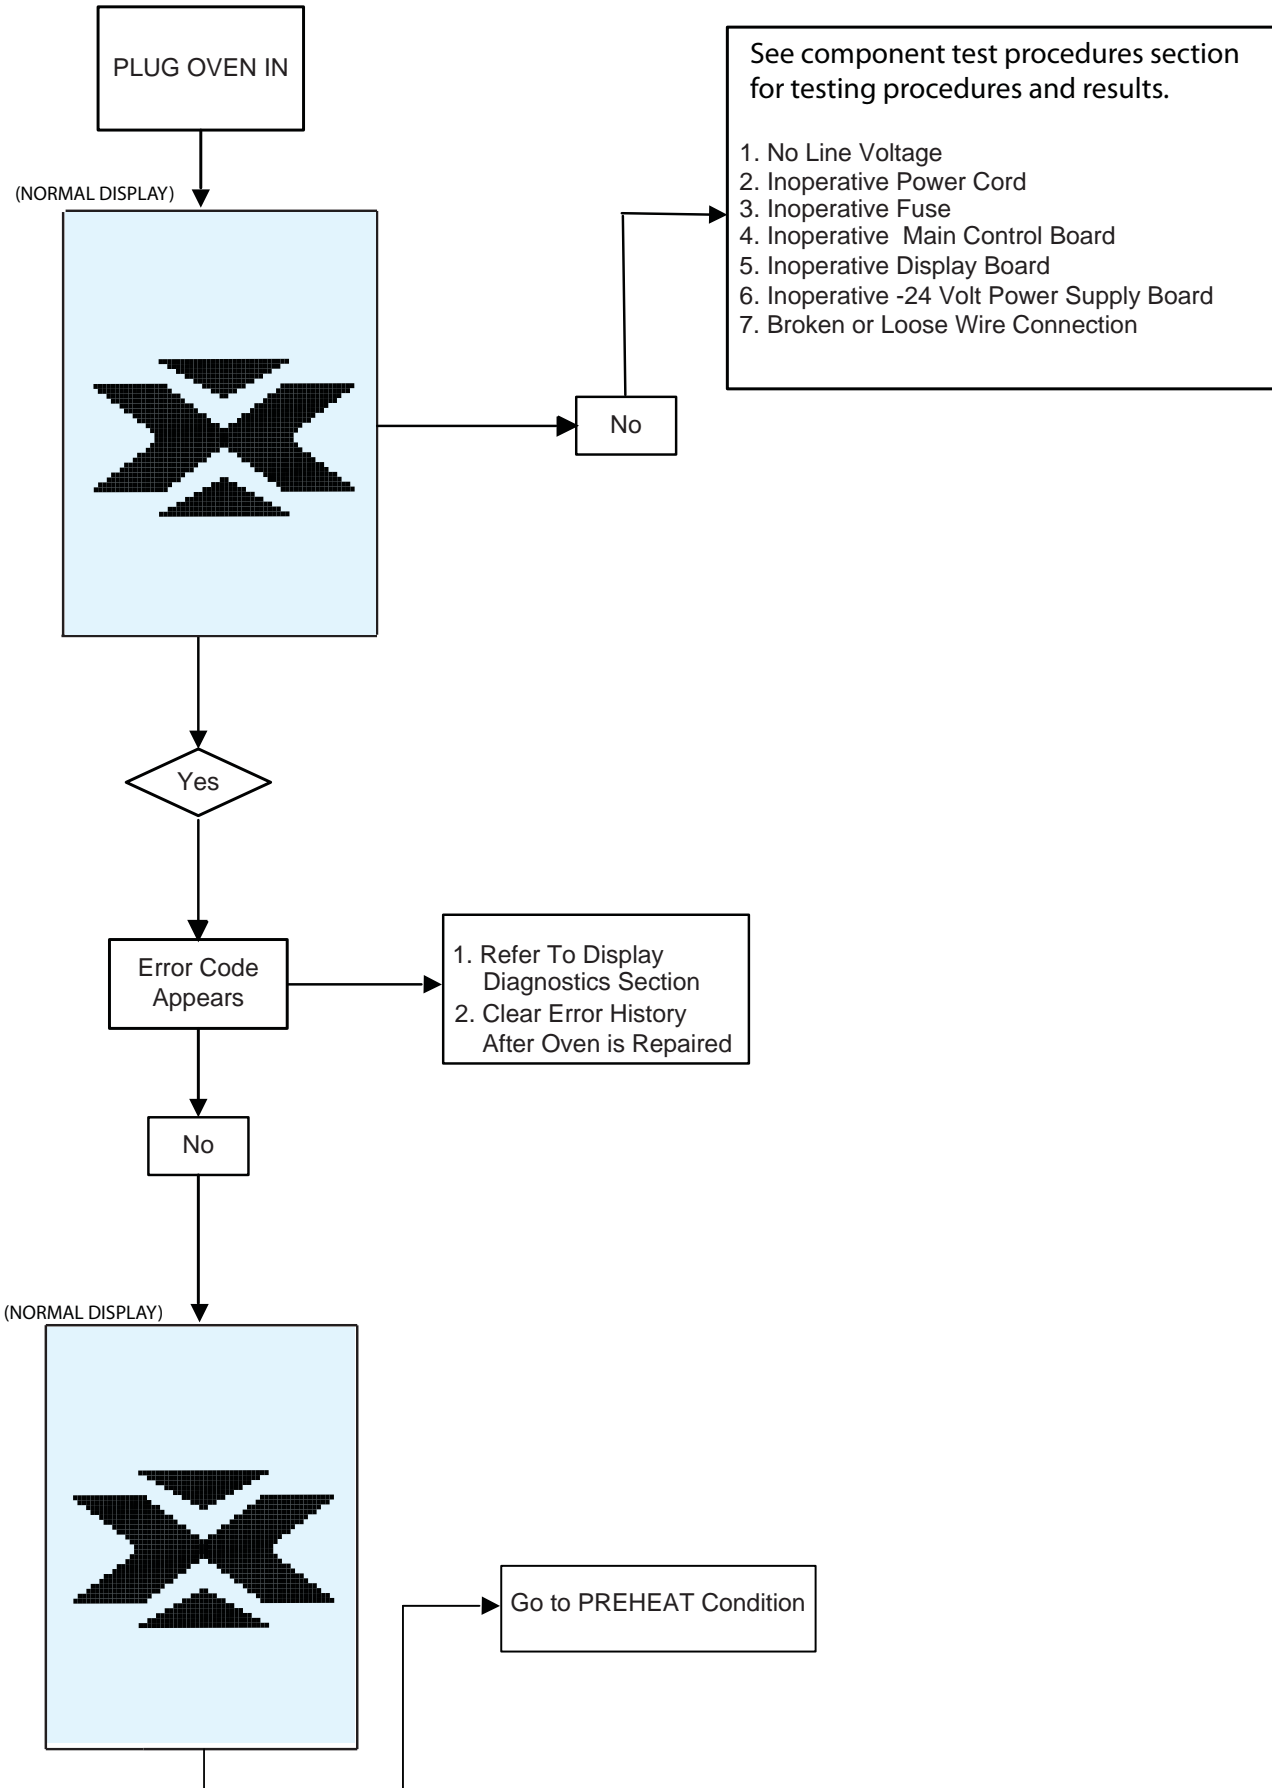 PLUG OVEN IN
See component test procedures section
for testing procedures and results.
1. No Line Voltage
2. Inoperative Power Cord
3. Inoperative Fuse
4. Inoperative  Main Control Board
5. Inoperative Display Board
6. Inoperative -24 Volt Power Supply Board
7. Broken or Loose Wire Connection
(NORMAL DISPLAY)
No
Yes
Error Code
Appears
1. Refer To Display
Diagnostics Section
2. Clear Error History
After Oven is Repaired
No
(NORMAL DISPLAY)
Go to PREHEAT Condition